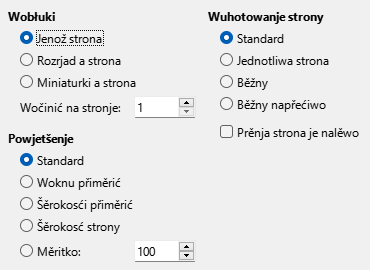 Wobłuki
Jenož strona
Rozrjad a strona
Miniaturki a strona
Wočinić na stronje: 1
Powjetšenje
Standard
Woknu přiměrić
Šěrokosći přiměrić
Šěrokosć strony
Měritko: 100
Wuhotowanje strony
Standard
Jednotliwa strona
Běžny
Běžny napřećiwo
Prěnja strona je nalěwo